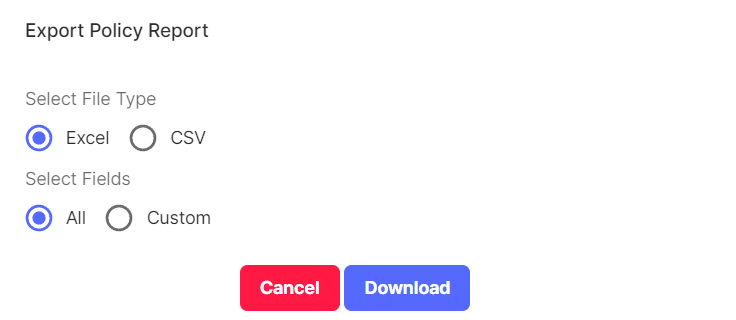 Export Policy Report
Select File Type
Excel CSV
Select Fields
All Custom
Cancel Download